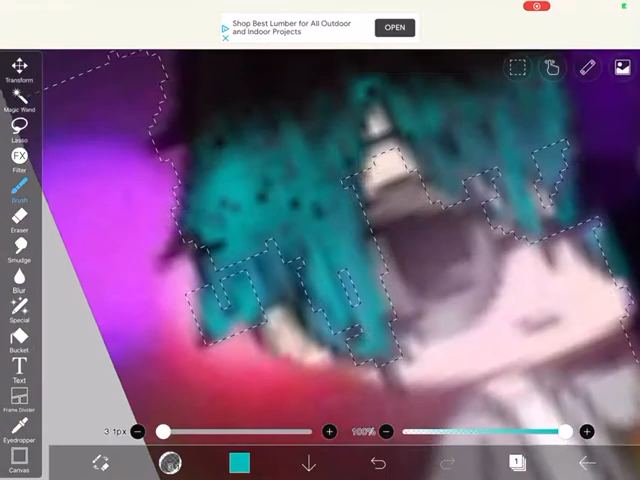 Shop Best Lumber for All Outdoor
and Indoor Projects
OPEN
Transform
Magic Wand
Lasso
FX
Filter
Brush
Eraser
Smudge
Blur
Special
Bucket
T
Text
Frame Divider
Eyedropper
Canvas
3.1px
100%
1